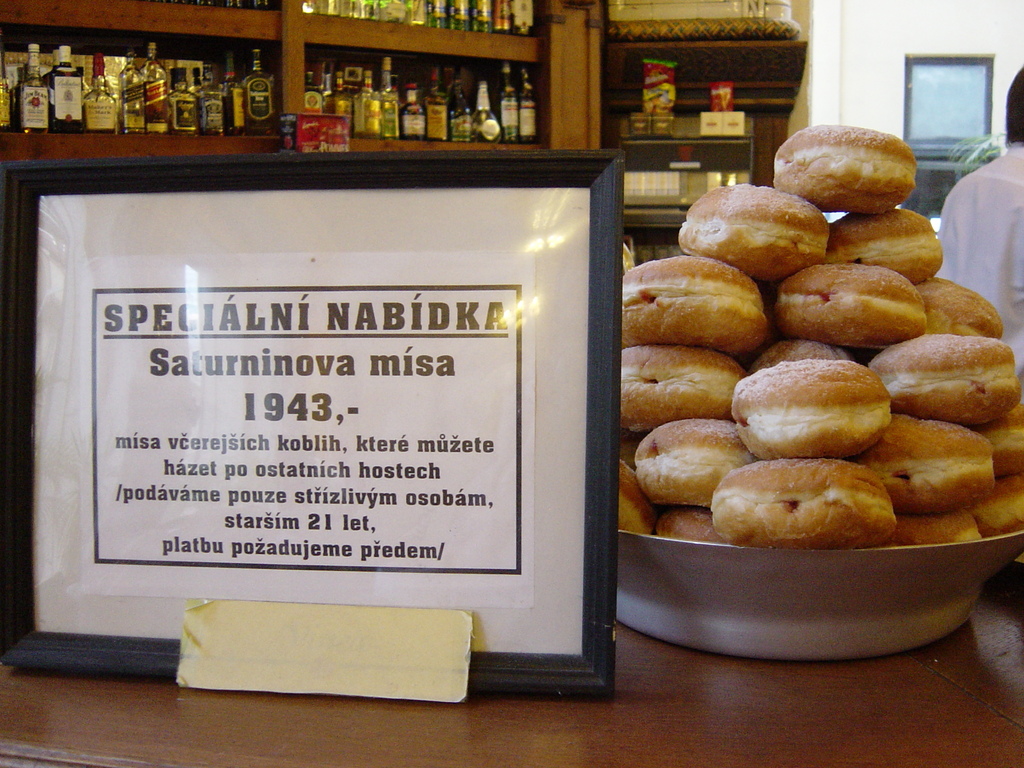 SPECIÁLNÍ NABÍDKA
Saturninova mísa
1943,-
mísa včerejších koblih, které můžete
házet po ostatních hostech
/podáváme pouze střízlivým osobám,
starším 21 let,
platbu požadujeme předem/